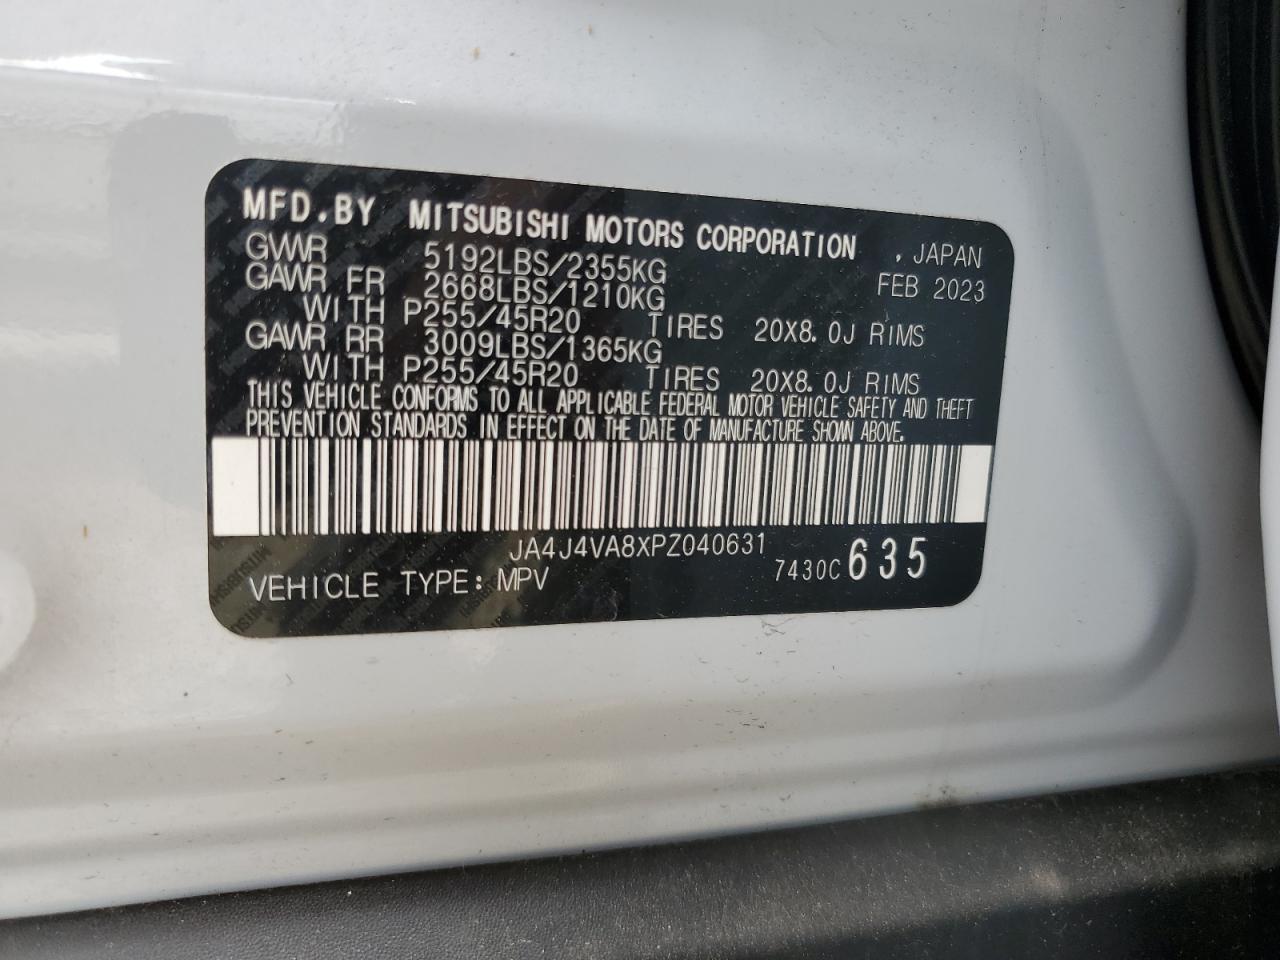 MFD.BY MITSUBISHI MOTORS CORPORATION , JAPAN
GVWR 5192LBS/2355KG FEB 2023
GAWR FR 2668LBS/1210KG
WITH P255/45R20 TIRES 20X8.0J RIMS
GAWR RR 3009LBS/1365KG
WITH P255/45R20 TIRES 20X8.0J RIMS
THIS VEHICLE CONFORMS TO ALL APPLICABLE FEDERAL MOTOR VEHICLE SAFETY AND THEFT
PREVENTION STANDARDS IN EFFECT ON THE DATE OF MANUFACTURE SHOWN ABOVE.
JA4J4VA8XPZ040631
VEHICLE TYPE: MPV 7430C 635